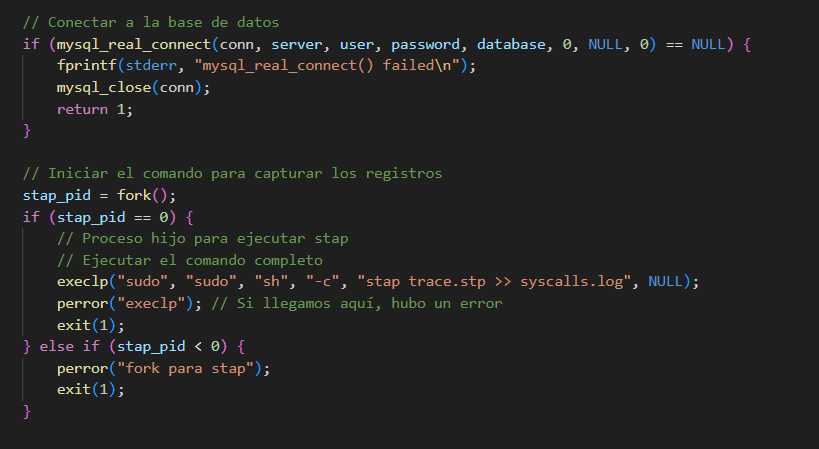 // Conectar a la base de datos
if (mysql_real_connect(conn, server, user, password, database, 0, NULL, 0) == NULL) {
    fprintf(stderr, "mysql_real_connect() failed\n");
    mysql_close(conn);
    return 1;
}

// Iniciar el comando para capturar los registros
stap_pid = fork();
if (stap_pid == 0) {
    // Proceso hijo para ejecutar stap
    // Ejecutar el comando completo
    execlp("sudo", "sudo", "sh", "-c", "stap trace.stp >> syscalls.log", NULL);
    perror("execlp"); // Si llegamos aquí, hubo un error
    exit(1);
} else if (stap_pid < 0) {
    perror("fork para stap");
    exit(1);
}